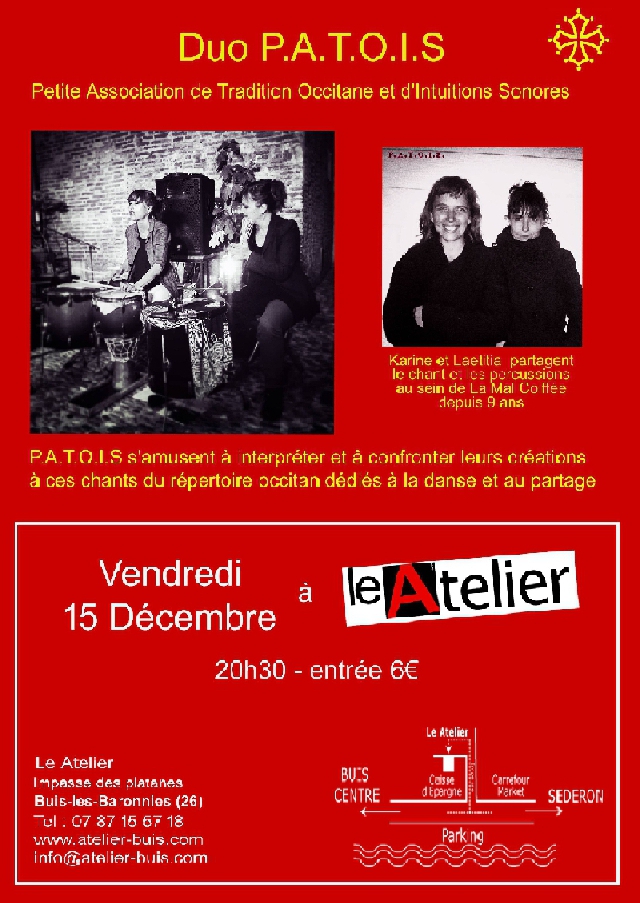 Duo P.A.T.O.I.S
Petite Association de Tradition Occitane et d'Intuitions Sonores
Karine et Laetitia partagent
le chant et les percussions
au sein de La Mal Coiffée
depuis 9 ans
P.A.T.O.I.S s'amusent à interpréter et à confronter leurs créations
à ces chants du répertoire occitan dédiés à la danse et au partage
Vendredi
15 Décembre
à
le Atelier
20h30 - entrée 6€
Le Atelier
Impasse des platanes
Buis-les-Baronnies (26)
Tel : 07 87 15 67 18
www.atelier-buis.com
info@atelier-buis.com
Le Atelier
BUIS
CENTRE
Caisse
d'Epargne
Carrefour
Market
SEDERON
Parking